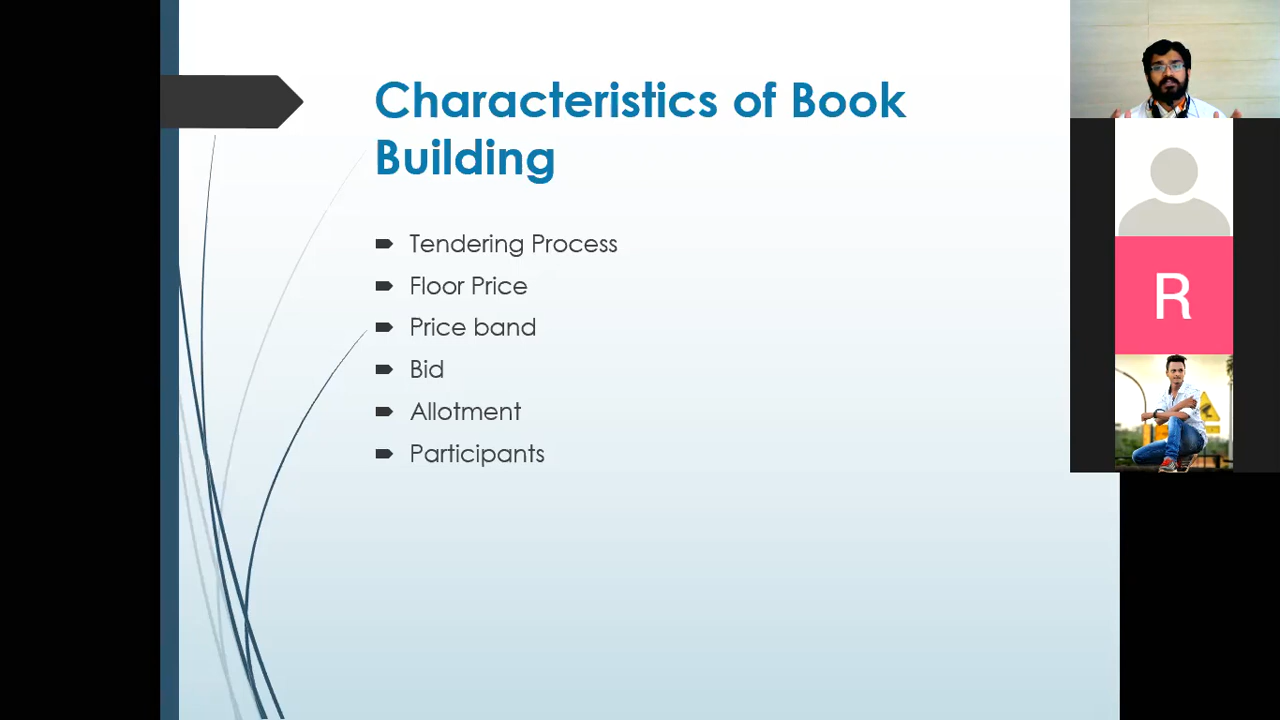 Characteristics of Book
Building
Tendering Process
Floor Price
Price band
Bid
Allotment
Participants
R